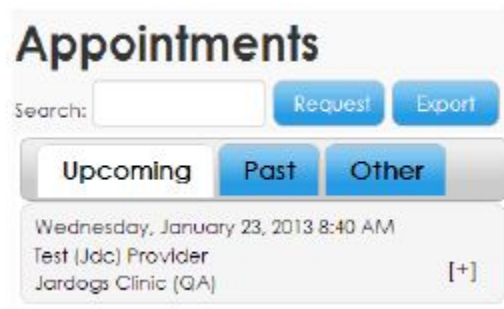 Appointments
Search: Request Export
Upcoming Past Other
Wednesday, January 23, 2013 8:40 AM
Test (Jdc) Provider
[+]
Jardogs Clinic (QA)